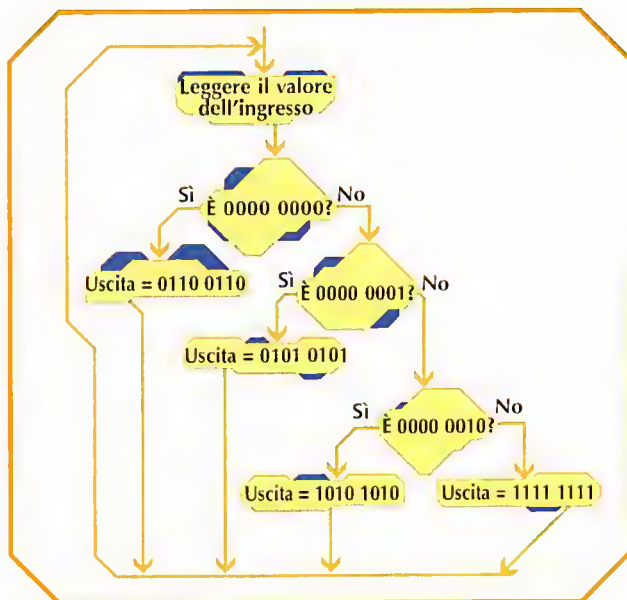 Leggere il valore
dell'ingresso
Sì
È 0000 0000?
No
Uscita = 0110 0110
Sì
È 0000 0001?
No
Uscita = 0101 0101
Sì
È 0000 0010?
No
Uscita = 1010 1010
Uscita = 1111 1111